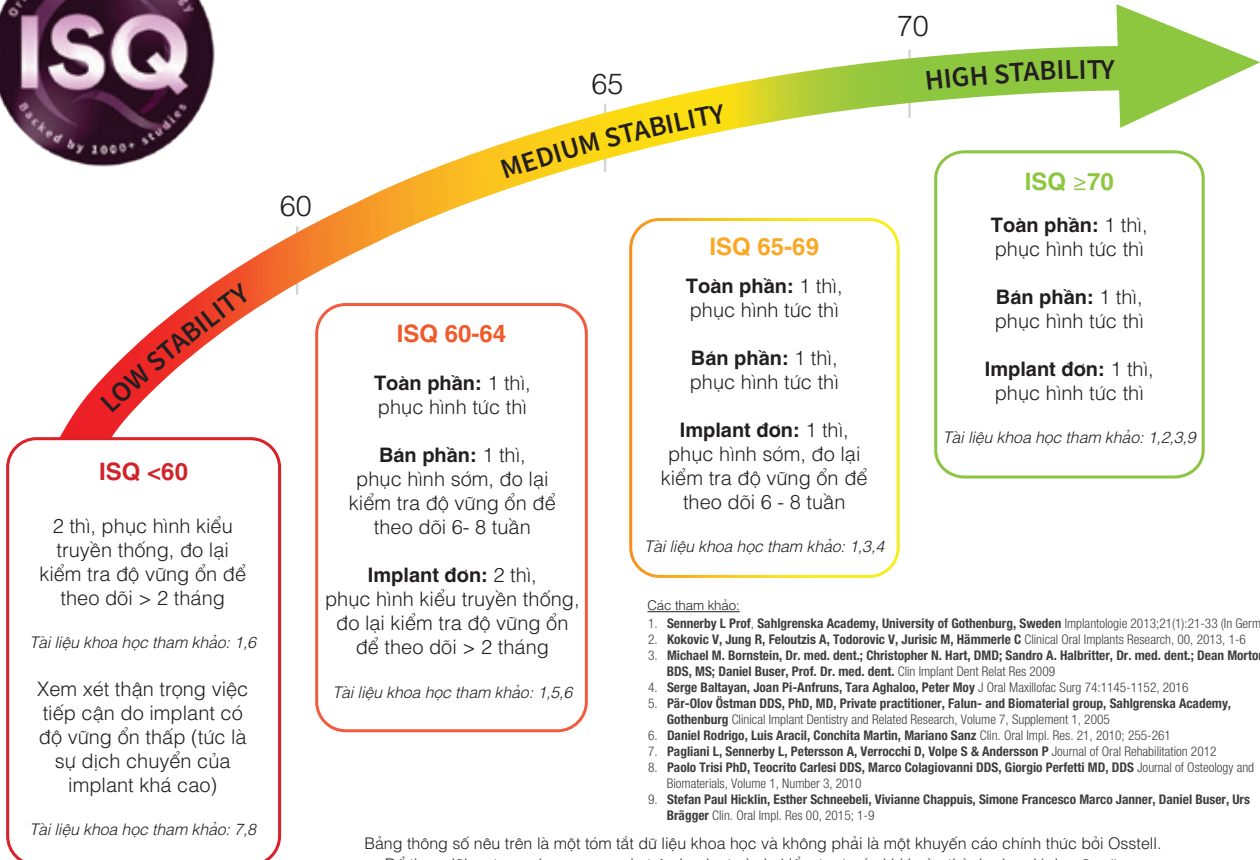 ISQ
Backed by 1000+ studies
70
HIGH STABILITY
65
MEDIUM STABILITY
60
LOW STABILITY
ISQ <60
2 thì, phục hình kiểu
truyền thống, đo lại
kiểm tra độ vững ổn để
theo dõi > 2 tháng
Tài liệu khoa học tham khảo: 1,6
Xem xét thận trọng việc
tiếp cận do implant có
độ vững ổn thấp (tức là
sự dịch chuyển của
implant khá cao)
Tài liệu khoa học tham khảo: 7,8
ISQ 60-64
Toàn phần: 1 thì,
phục hình tức thì
Bán phần: 1 thì,
phục hình sớm, đo lại
kiểm tra độ vững ổn để
theo dõi 6- 8 tuần
Implant đơn: 2 thì,
phục hình kiểu truyền thống,
đo lại kiểm tra độ vững ổn
để theo dõi > 2 tháng
Tài liệu khoa học tham khảo: 1,5,6
ISQ 65-69
Toàn phần: 1 thì,
phục hình tức thì
Bán phần: 1 thì,
phục hình tức thì
Implant đơn: 1 thì,
phục hình sớm, đo lại
kiểm tra độ vững ổn để
theo dõi 6 - 8 tuần
Tài liệu khoa học tham khảo: 1,3,4
ISQ ≥70
Toàn phần: 1 thì,
phục hình tức thì
Bán phần: 1 thì,
phục hình tức thì
Implant đơn: 1 thì,
phục hình tức thì
Tài liệu khoa học tham khảo: 1,2,3,9
Các tham khảo:
1. Sennerby L Prof, Sahlgrenska Academy, University of Gothenburg, Sweden Implantologie 2013;21(1):21-33 (In Germ
2. Kokovic V, Jung R, Feloutzis A, Todorovic V, Jurisic M, Hämmerle C Clinical Oral Implants Research, 00, 2013, 1-6
3. Michael M. Bornstein, Dr. med. dent.; Christopher N. Hart, DMD; Sandro A. Halbritter, Dr. med. dent.; Dean Morton
BDS, MS; Daniel Buser, Prof. Dr. med. dent. Clin Implant Dent Relat Res 2009
4. Serge Baltayan, Joan Pi-Anfruns, Tara Aghaloo, Peter Moy J Oral Maxillofac Surg 74:1145-1152, 2016
5. Pär-Olov Östman DDS, PhD, MD, Private practitioner, Falun- and Biomaterial group, Sahlgrenska Academy,
Gothenburg Clinical Implant Dentistry and Related Research, Volume 7, Supplement 1, 2005
6. Daniel Rodrigo, Luis Aracil, Conchita Martin, Mariano Sanz Clin. Oral Impl. Res. 21, 2010; 255-261
7. Pagliani L, Sennerby L, Petersson A, Verrocchi D, Volpe S & Andersson P Journal of Oral Rehabilitation 2012
8. Paolo Trisi PhD, Teocrito Carlesi DDS, Marco Colagiovanni DDS, Giorgio Perfetti MD, DDS Journal of Osteology and
Biomaterials, Volume 1, Number 3, 2010
9. Stefan Paul Hicklin, Esther Schneebeli, Vivianne Chappuis, Simone Francesco Marco Janner, Daniel Buser, Urs
Brägger Clin. Oral Impl. Res 00, 2015; 1-9
Bảng thông số nêu trên là một tóm tắt dữ liệu khoa học và không phải là một khuyến cáo chính thức bởi Osstell.